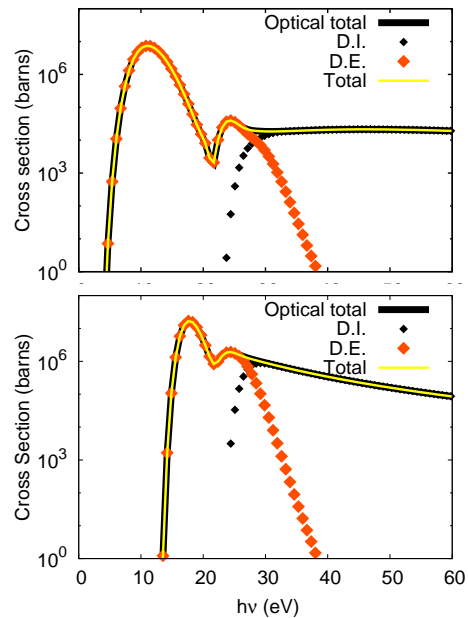 Cross section (barns)
10^6
10^3
10^0
Optical total
D.I.
D.E.
Total
Cross Section (barns)
10^6
10^3
10^0
Optical total
D.I.
D.E.
Total
0 10 20 30 40 50 60
hν (eV)